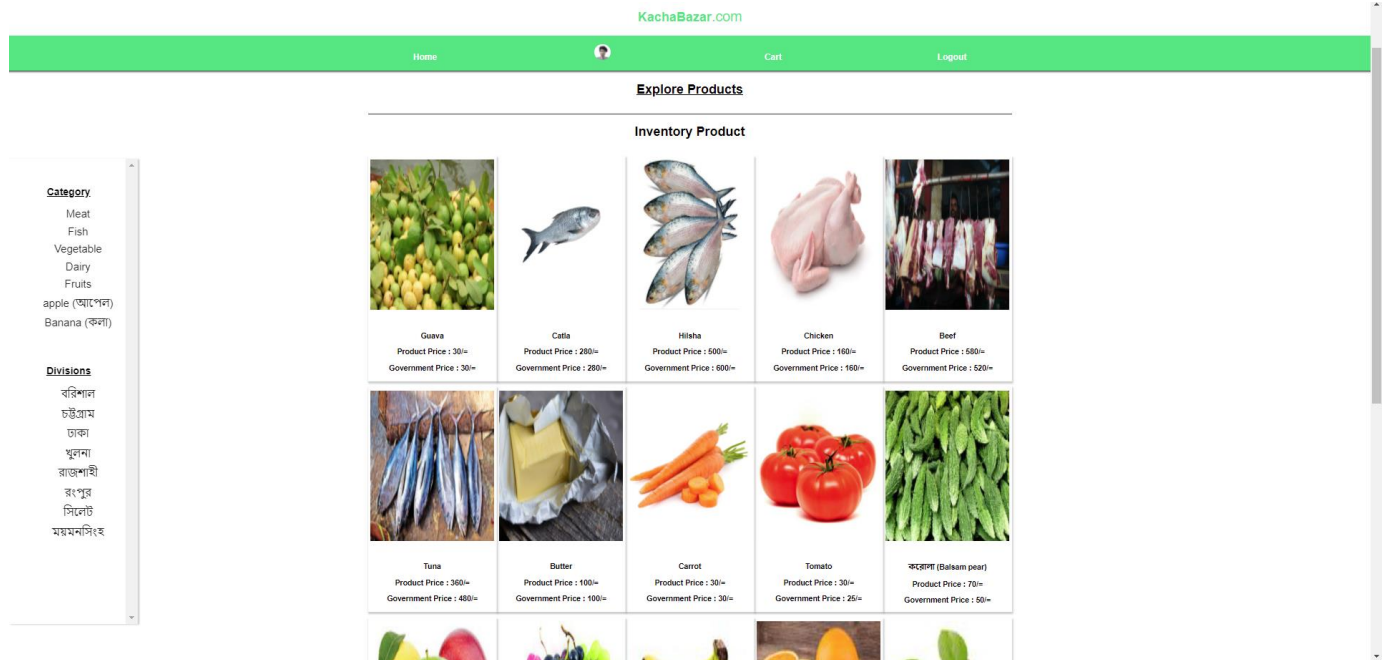 KachaBazar.com
Home Cart Logout
Explore Products
Inventory Product
Category
Meat
Fish
Vegetable
Dairy
Fruits
apple (আপেল)
Banana (কলা)
Divisions
বরিশাল
চট্টগ্রাম
ঢাকা
খুলনা
রাজশাহী
রংপুর
সিলেট
ময়মনসিংহ
Guava
Product Price : 30/=
Government Price : 30/=
Catla
Product Price : 280/=
Government Price : 280/=
Hilsha
Product Price : 500/=
Government Price : 600/=
Chicken
Product Price : 160/=
Government Price : 160/=
Beef
Product Price : 580/=
Government Price : 520/=
Tuna
Product Price : 360/=
Government Price : 480/=
Butter
Product Price : 100/=
Government Price : 100/=
Carrot
Product Price : 30/=
Government Price : 30/=
Tomato
Product Price : 30/=
Government Price : 25/=
করোলা (Balsam pear)
Product Price : 70/=
Government Price : 50/=